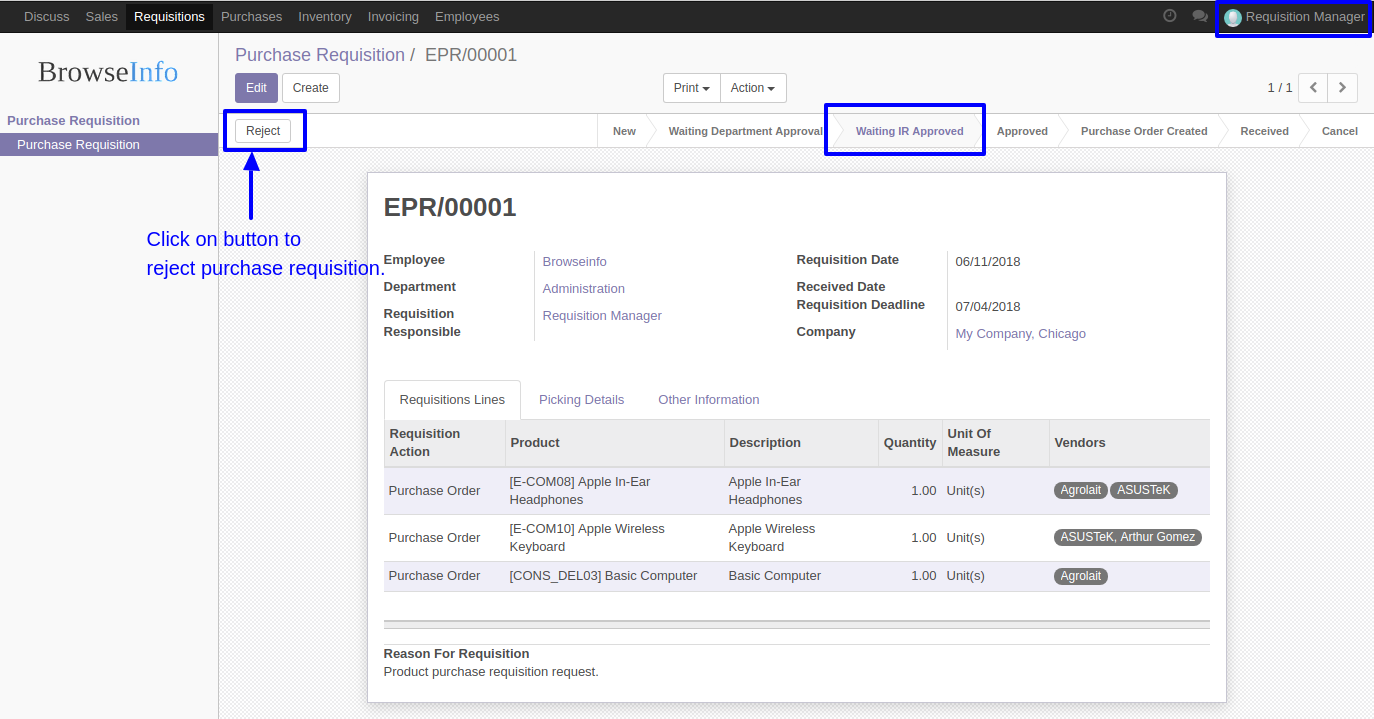 Discuss Sales Requisitions Purchases Inventory Invoicing Employees Requisition Manager
BrowseInfo
Purchase Requisition / EPR/00001
Edit Create Print Action 1 / 1
Purchase Requisition
Purchase Requisition
Reject New Waiting Department Approval Waiting IR Approved Approved Purchase Order Created Received Cancel
Click on button to
reject purchase requisition.
EPR/00001
Employee Browseinfo
Department Administration
Requisition
Responsible Requisition Manager
Requisition Date 06/11/2018
Received Date
Requisition Deadline 07/04/2018
Company My Company, Chicago
Requisitions Lines Picking Details Other Information
Requisition
Action Product Description Quantity Unit Of
Measure Vendors
Purchase Order [E-COM08] Apple In-Ear
Headphones Apple In-Ear
Headphones 1.00 Unit(s) Agrolait ASUSTeK
Purchase Order [E-COM10] Apple Wireless
Keyboard Apple Wireless
Keyboard 1.00 Unit(s) ASUSTeK, Arthur Gomez
Purchase Order [CONS_DEL03] Basic Computer Basic Computer 1.00 Unit(s) Agrolait
Reason For Requisition
Product purchase requisition request.